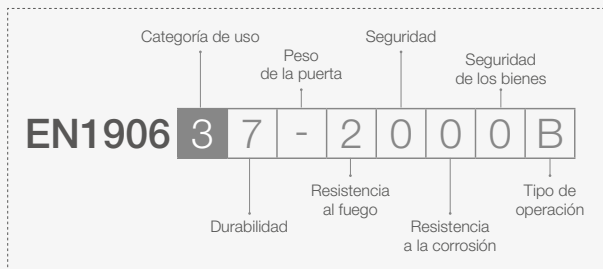 Categoría de uso
Peso
de la puerta
Seguridad
Seguridad
de los bienes
EN1906 3 7 - 2 0 0 0 B
Durabilidad
Resistencia
al fuego
Resistencia
a la corrosión
Tipo de
operación